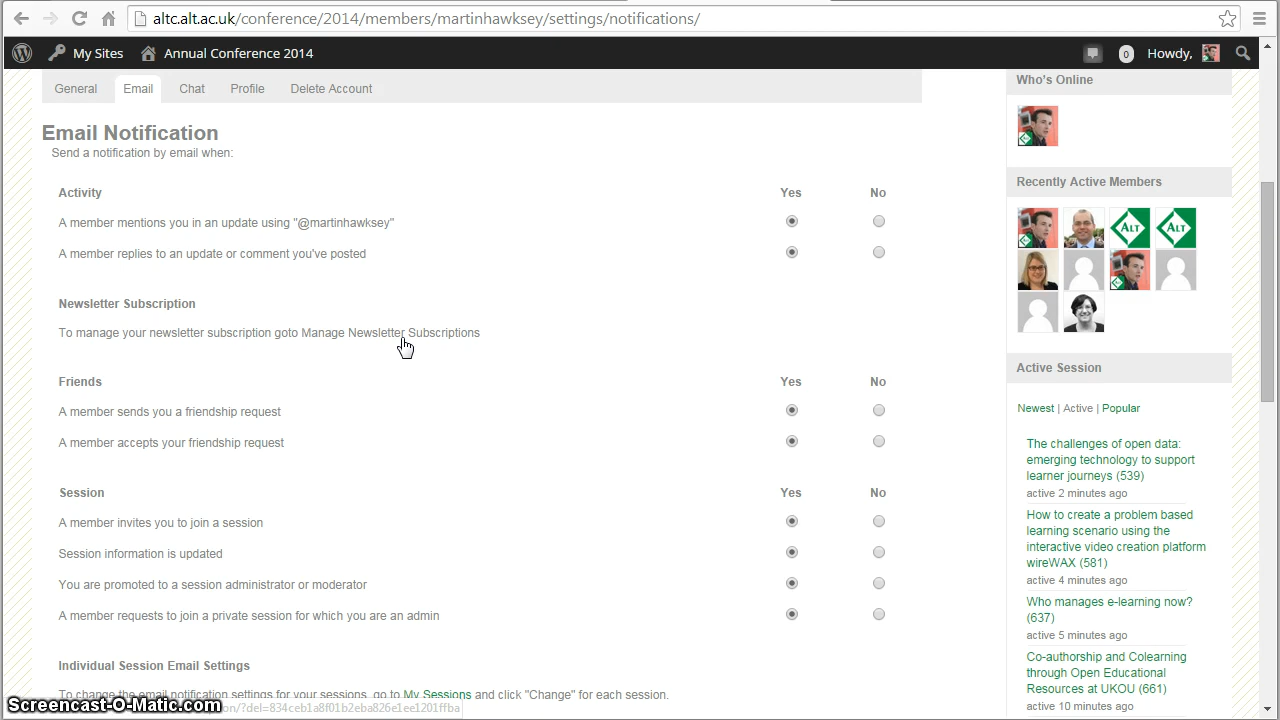 altc.alt.ac.uk/conference/2014/members/martinhawksey/settings/notifications/
My Sites Annual Conference 2014 0 Howdy,
General Email Chat Profile Delete Account
Email Notification
Send a notification by email when:
Activity Yes No
A member mentions you in an update using "@martinhawksey"
A member replies to an update or comment you've posted
Newsletter Subscription
To manage your newsletter subscription goto Manage Newsletter Subscriptions
Friends Yes No
A member sends you a friendship request
A member accepts your friendship request
Session Yes No
A member invites you to join a session
Session information is updated
You are promoted to a session administrator or moderator
A member requests to join a private session for which you are an admin
Individual Session Email Settings
To change the email notification settings for your sessions, go to My Sessions and click "Change" for each session.
Who's Online
Recently Active Members
ALT ALT
Active Session
Newest | Active | Popular
The challenges of open data:
emerging technology to support
learner journeys (539)
active 2 minutes ago
How to create a problem based
learning scenario using the
interactive video creation platform
wireWAX (581)
active 4 minutes ago
Who manages e-learning now?
(637)
active 5 minutes ago
Co-authorship and Colearning
through Open Educational
Resources at UKOU (661)
active 10 minutes ago
Screencast-O-Matic.com
on/?del=834ceb1a8f01b2eba826e1ee1201ffba